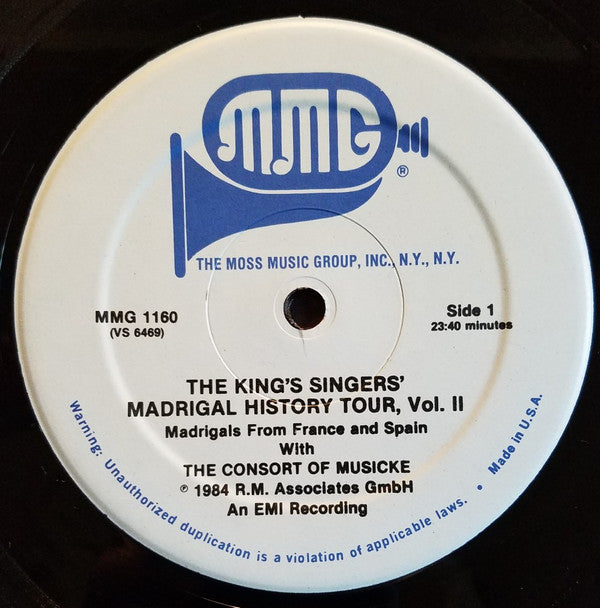 MMG
®
THE MOSS MUSIC GROUP, INC., N.Y., N.Y.
MMG 1160
(VS 6469)
Side 1
23:40 minutes
THE KING'S SINGERS'
MADRIGAL HISTORY TOUR, Vol. II
Madrigals From France and Spain
With
THE CONSORT OF MUSICKE
℗ 1984 R.M. Associates GmbH
An EMI Recording
Warning: Unauthorized duplication is a violation of applicable laws. • Made in U.S.A.